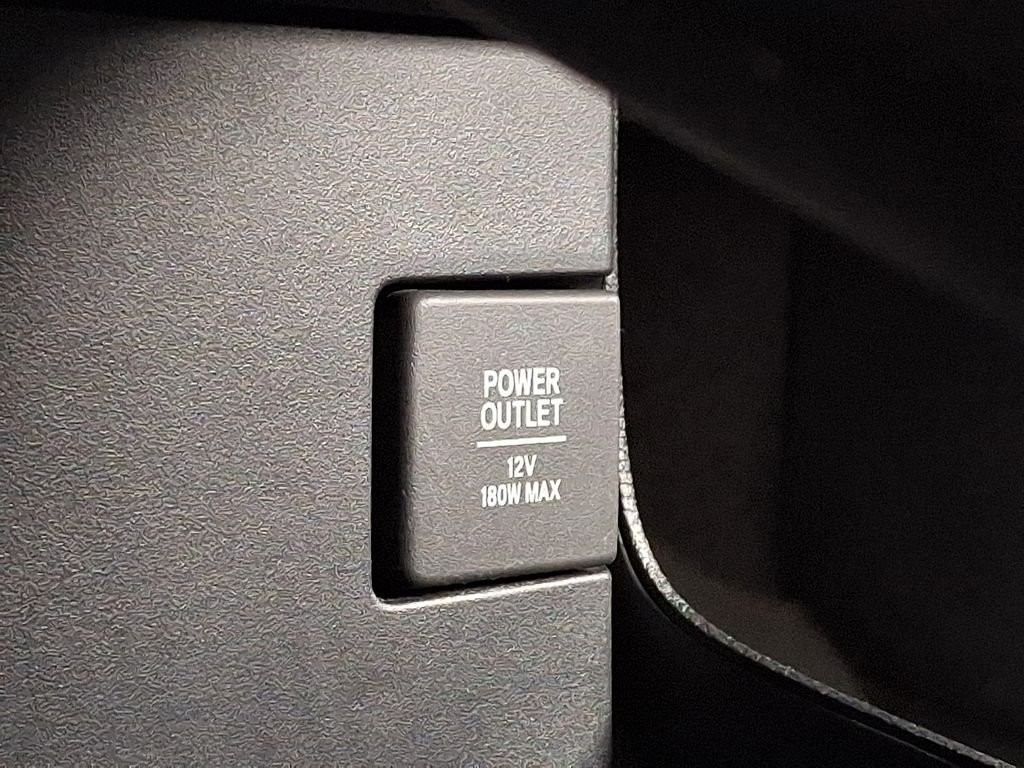 POWER
OUTLET
12V
180W MAX